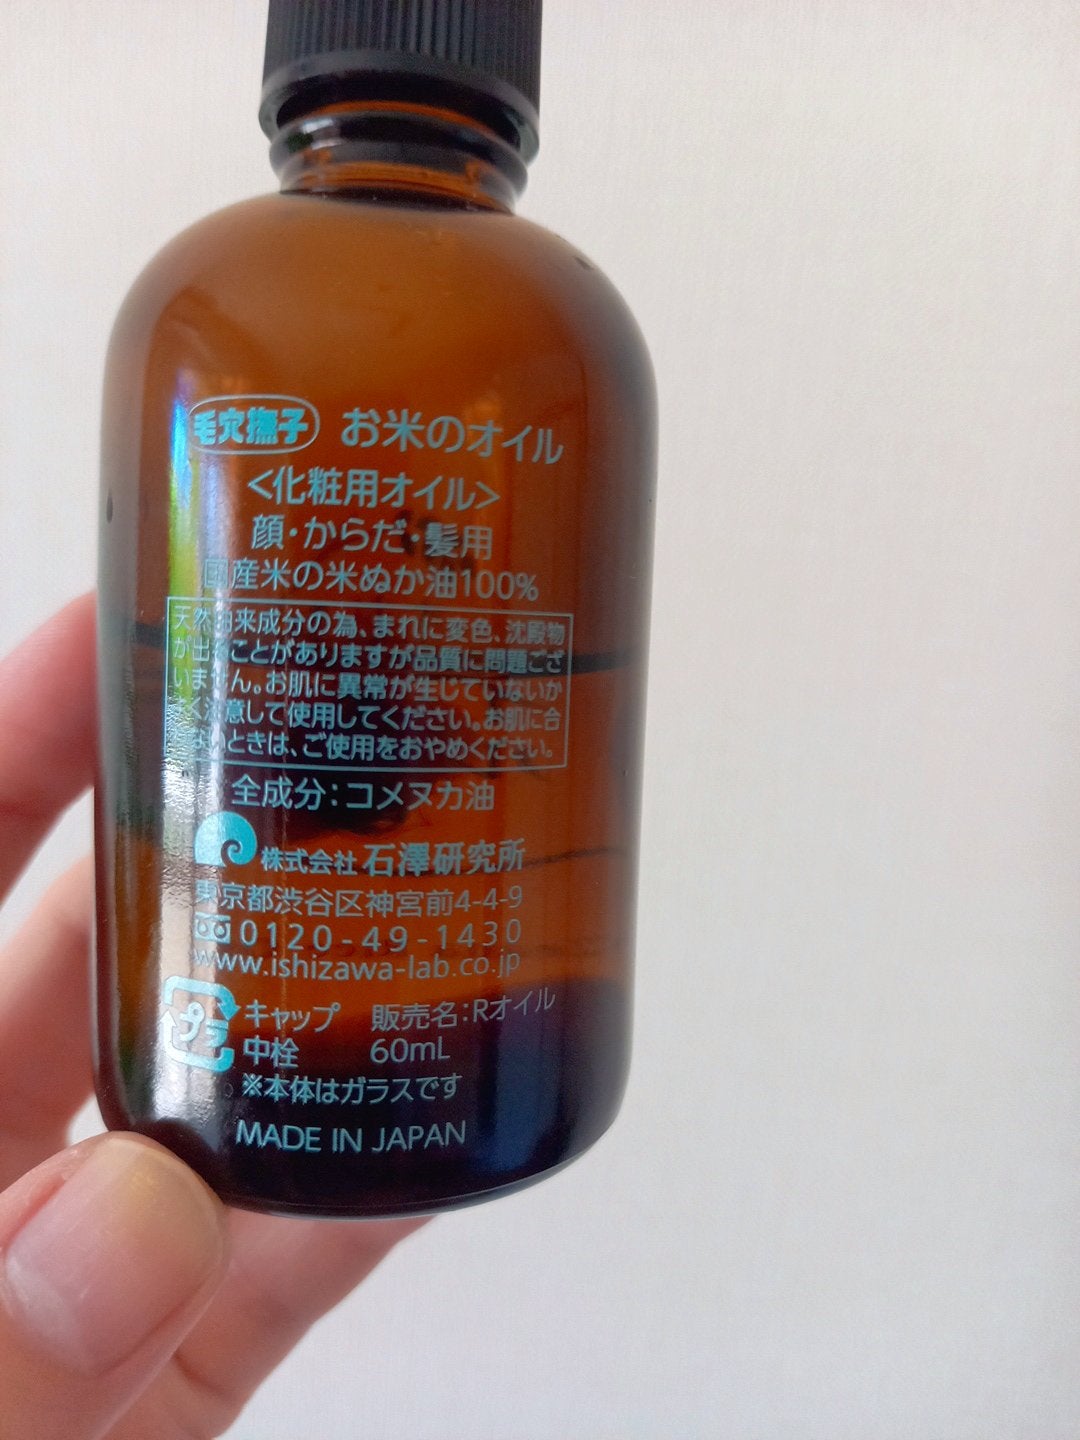 毛穴撫子 お米のオイル
<化粧用オイル>
顔・からだ・髪用
国産米の米ぬか油100%
天然由来成分の為、まれに変色、沈殿物
が出ることがありますが品質に問題ござ
いません。お肌に異常が生じていないか
よく注意して使用してください。お肌に合
わないときは、ご使用をおやめください。
全成分：コメヌカ油
株式会社 石澤研究所
東京都渋谷区神宮前4-4-9
0120-49-1430
www.ishizawa-lab.co.jp
プラ キャップ 販売名：Rオイル
中栓 60mL
※本体はガラスです
MADE IN JAPAN